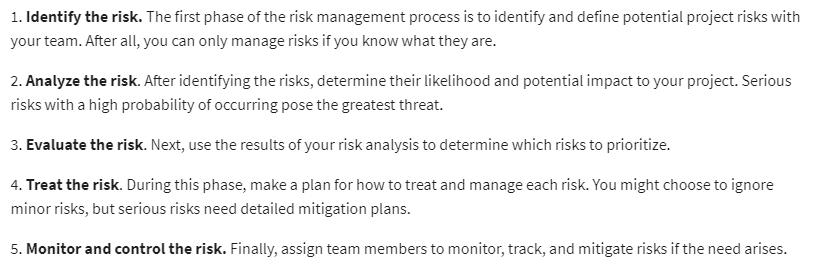 1. Identify the risk. The first phase of the risk management process is to identify and define potential project risks with
your team. After all, you can only manage risks if you know what they are.
2. Analyze the risk. After identifying the risks, determine their likelihood and potential impact to your project. Serious
risks with a high probability of occurring pose the greatest threat.
3. Evaluate the risk. Next, use the results of your risk analysis to determine which risks to prioritize.
4. Treat the risk. During this phase, make a plan for how to treat and manage each risk. You might choose to ignore
minor risks, but serious risks need detailed mitigation plans.
5. Monitor and control the risk. Finally, assign team members to monitor, track, and mitigate risks if the need arises.